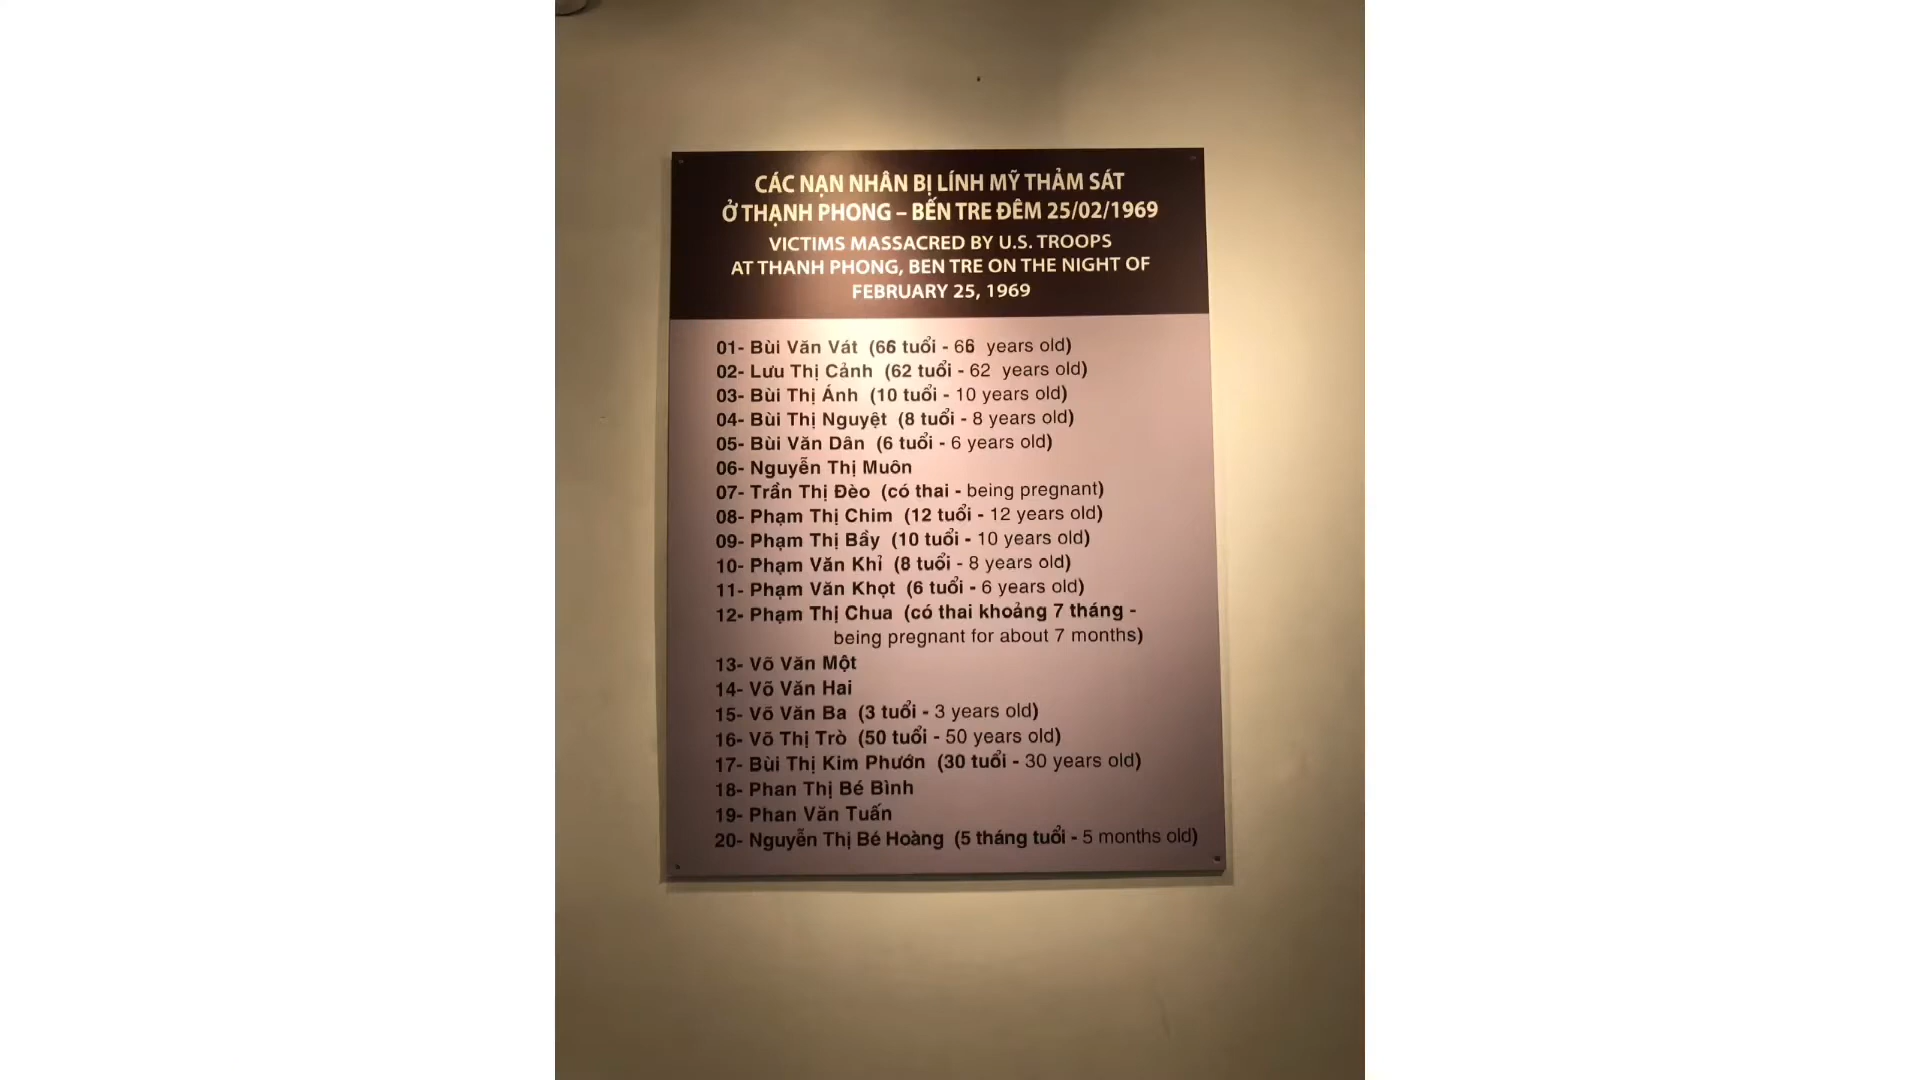 CÁC NẠN NHÂN BỊ LÍNH MỸ THẢM SÁT
Ở THẠNH PHONG – BẾN TRE ĐÊM 25/02/1969
VICTIMS MASSACRED BY U.S. TROOPS
AT THANH PHONG, BEN TRE ON THE NIGHT OF
FEBRUARY 25, 1969
01- Bùi Văn Vát (66 tuổi - 66 years old)
02- Lưu Thị Cảnh (62 tuổi - 62 years old)
03- Bùi Thị Ánh (10 tuổi - 10 years old)
04- Bùi Thị Nguyệt (8 tuổi - 8 years old)
05- Bùi Văn Dân (6 tuổi - 6 years old)
06- Nguyễn Thị Muôn
07- Trần Thị Đèo (có thai - being pregnant)
08- Phạm Thị Chim (12 tuổi - 12 years old)
09- Phạm Thị Bầy (10 tuổi - 10 years old)
10- Phạm Văn Khỉ (8 tuổi - 8 years old)
11- Phạm Văn Khọt (6 tuổi - 6 years old)
12- Phạm Thị Chua (có thai khoảng 7 tháng -
being pregnant for about 7 months)
13- Võ Văn Một
14- Võ Văn Hai
15- Võ Văn Ba (3 tuổi - 3 years old)
16- Võ Thị Trò (50 tuổi - 50 years old)
17- Bùi Thị Kim Phướn (30 tuổi - 30 years old)
18- Phan Thị Bé Bình
19- Phan Văn Tuấn
20- Nguyễn Thị Bé Hoàng (5 tháng tuổi - 5 months old)